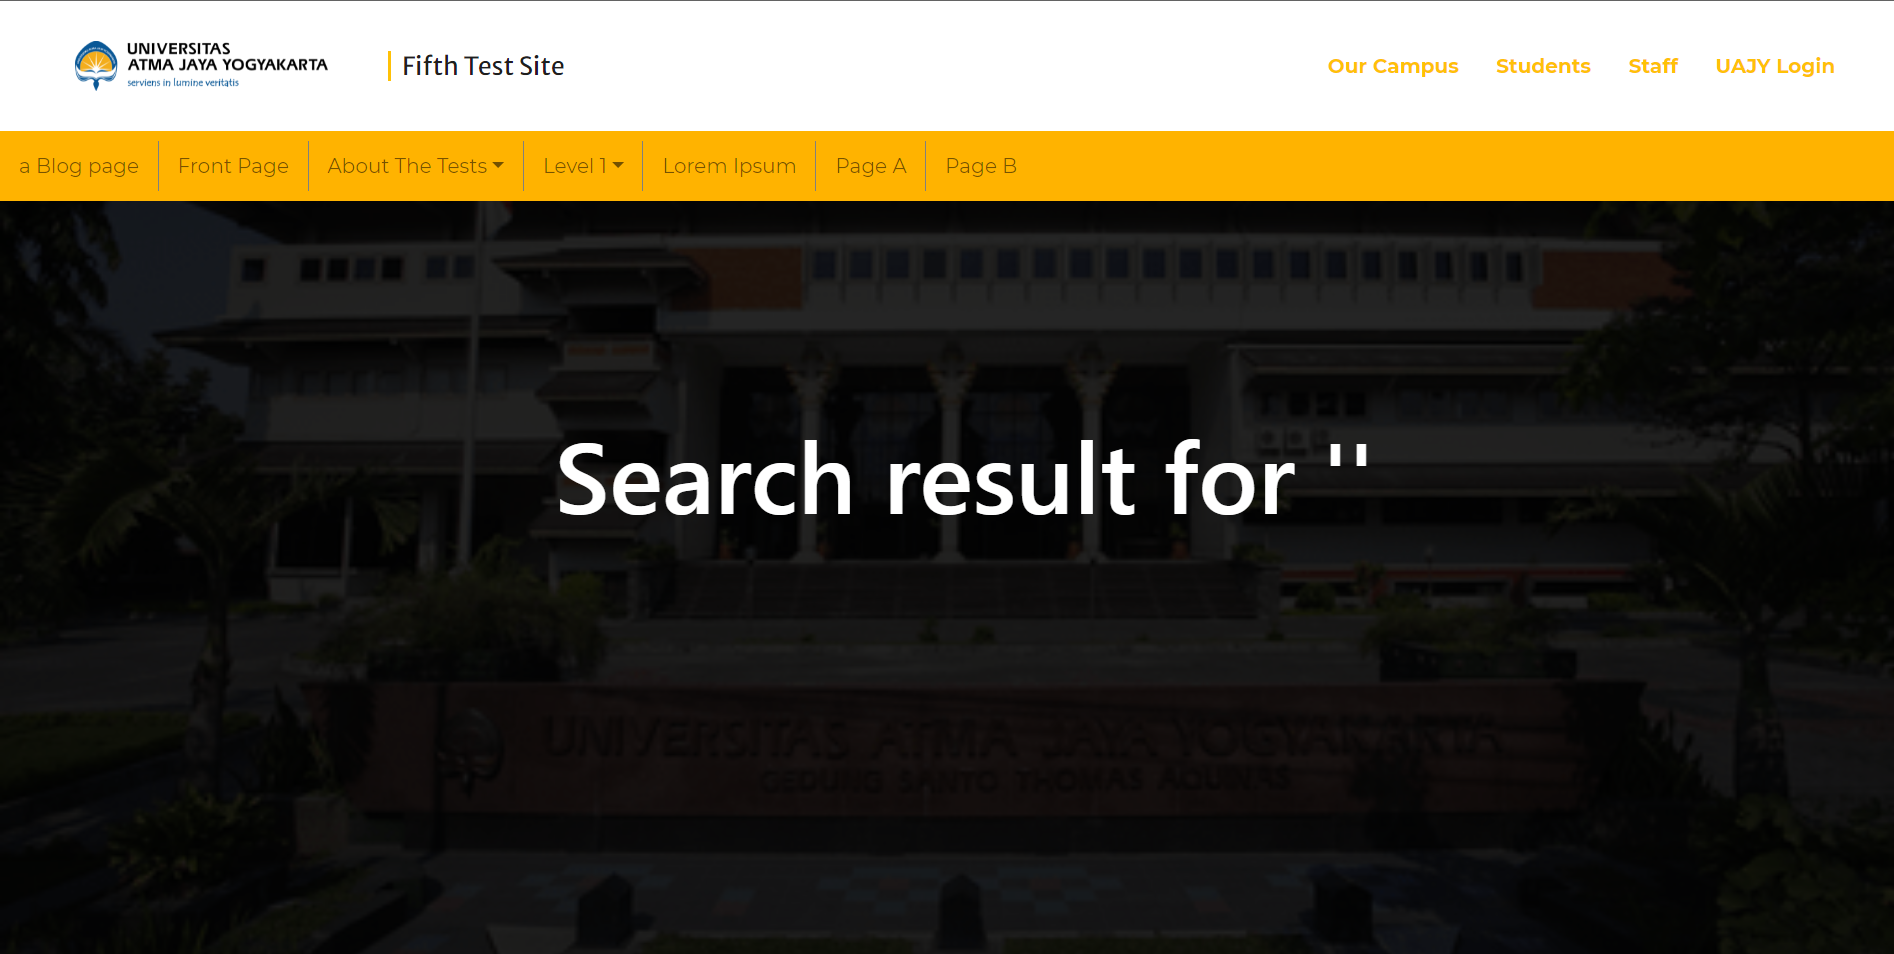 UNIVERSITAS
ATMA JAYA YOGYAKARTA
serviens in lumine veritatis
Fifth Test Site
Our Campus Students Staff UAJY Login
a Blog page Front Page About The Tests Level 1 Lorem Ipsum Page A Page B
Search result for ''
UNIVERSITAS ATMA JAYA YOGYAKARTA
GEDUNG SANTO THOMAS AQUINAS